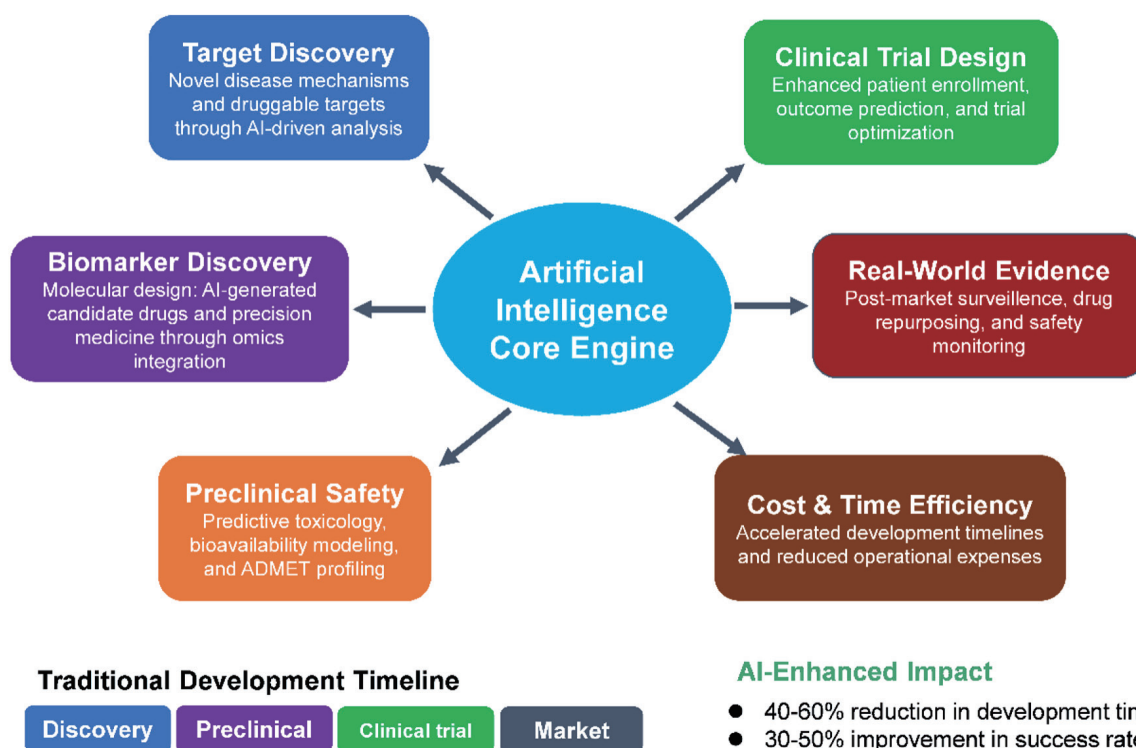 Target Discovery
Novel disease mechanisms
and druggable targets
through AI-driven analysis
Clinical Trial Design
Enhanced patient enrollment,
outcome prediction, and trial
optimization
Biomarker Discovery
Molecular design: AI-generated
candidate drugs and precision
medicine through omics
integration
Artificial
Intelligence
Core Engine
Real-World Evidence
Post-market surveillence, drug
repurposing, and safety
monitoring
Preclinical Safety
Predictive toxicology,
bioavailability modeling,
and ADMET profiling
Cost & Time Efficiency
Accelerated development timelines
and reduced operational expenses
Traditional Development Timeline
Discovery
Preclinical
Clinical trial
Market
AI-Enhanced Impact
● 40-60% reduction in development
● 30-50% improvement in success